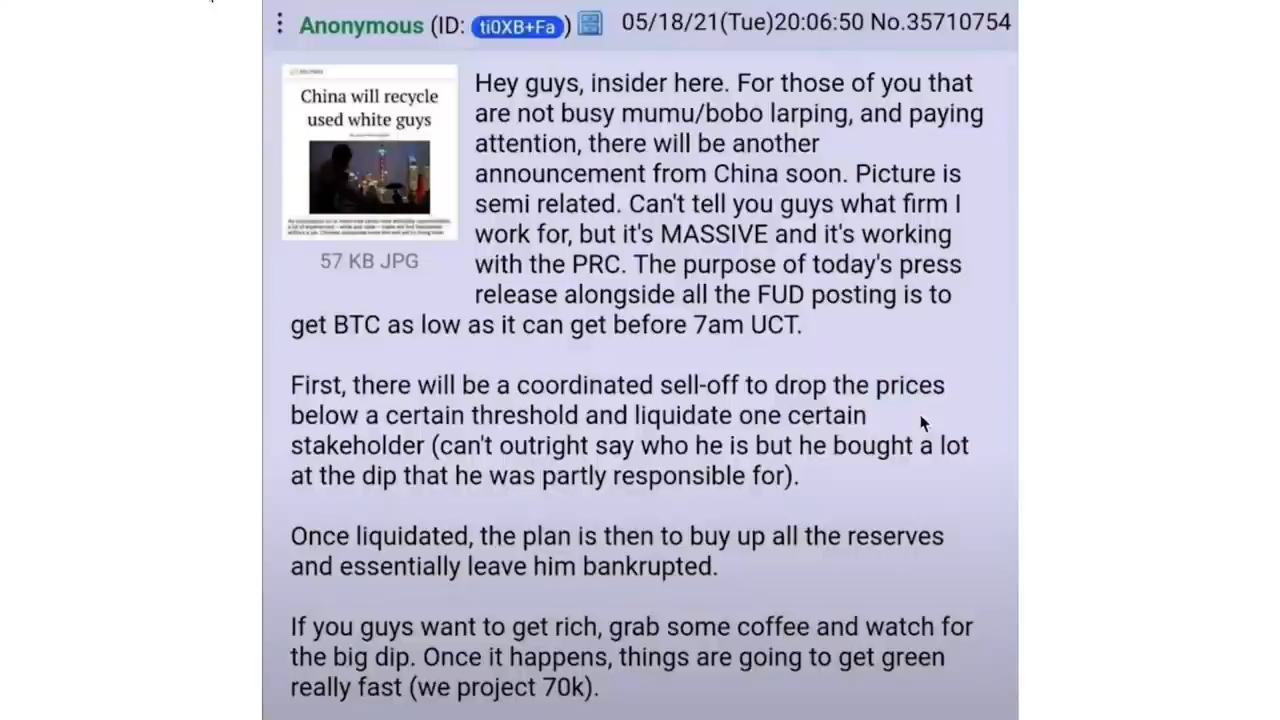 Anonymous (ID: ti0XB+Fa) 05/18/21(Tue)20:06:50 No.35710754
China will recycle
used white guys
57 KB JPG
Hey guys, insider here. For those of you that
are not busy mumu/bobo larping, and paying
attention, there will be another
announcement from China soon. Picture is
semi related. Can't tell you guys what firm I
work for, but it's MASSIVE and it's working
with the PRC. The purpose of today's press
release alongside all the FUD posting is to
get BTC as low as it can get before 7am UCT.
First, there will be a coordinated sell-off to drop the prices
below a certain threshold and liquidate one certain
stakeholder (can't outright say who he is but he bought a lot
at the dip that he was partly responsible for).
Once liquidated, the plan is then to buy up all the reserves
and essentially leave him bankrupted.
If you guys want to get rich, grab some coffee and watch for
the big dip. Once it happens, things are going to get green
really fast (we project 70k).